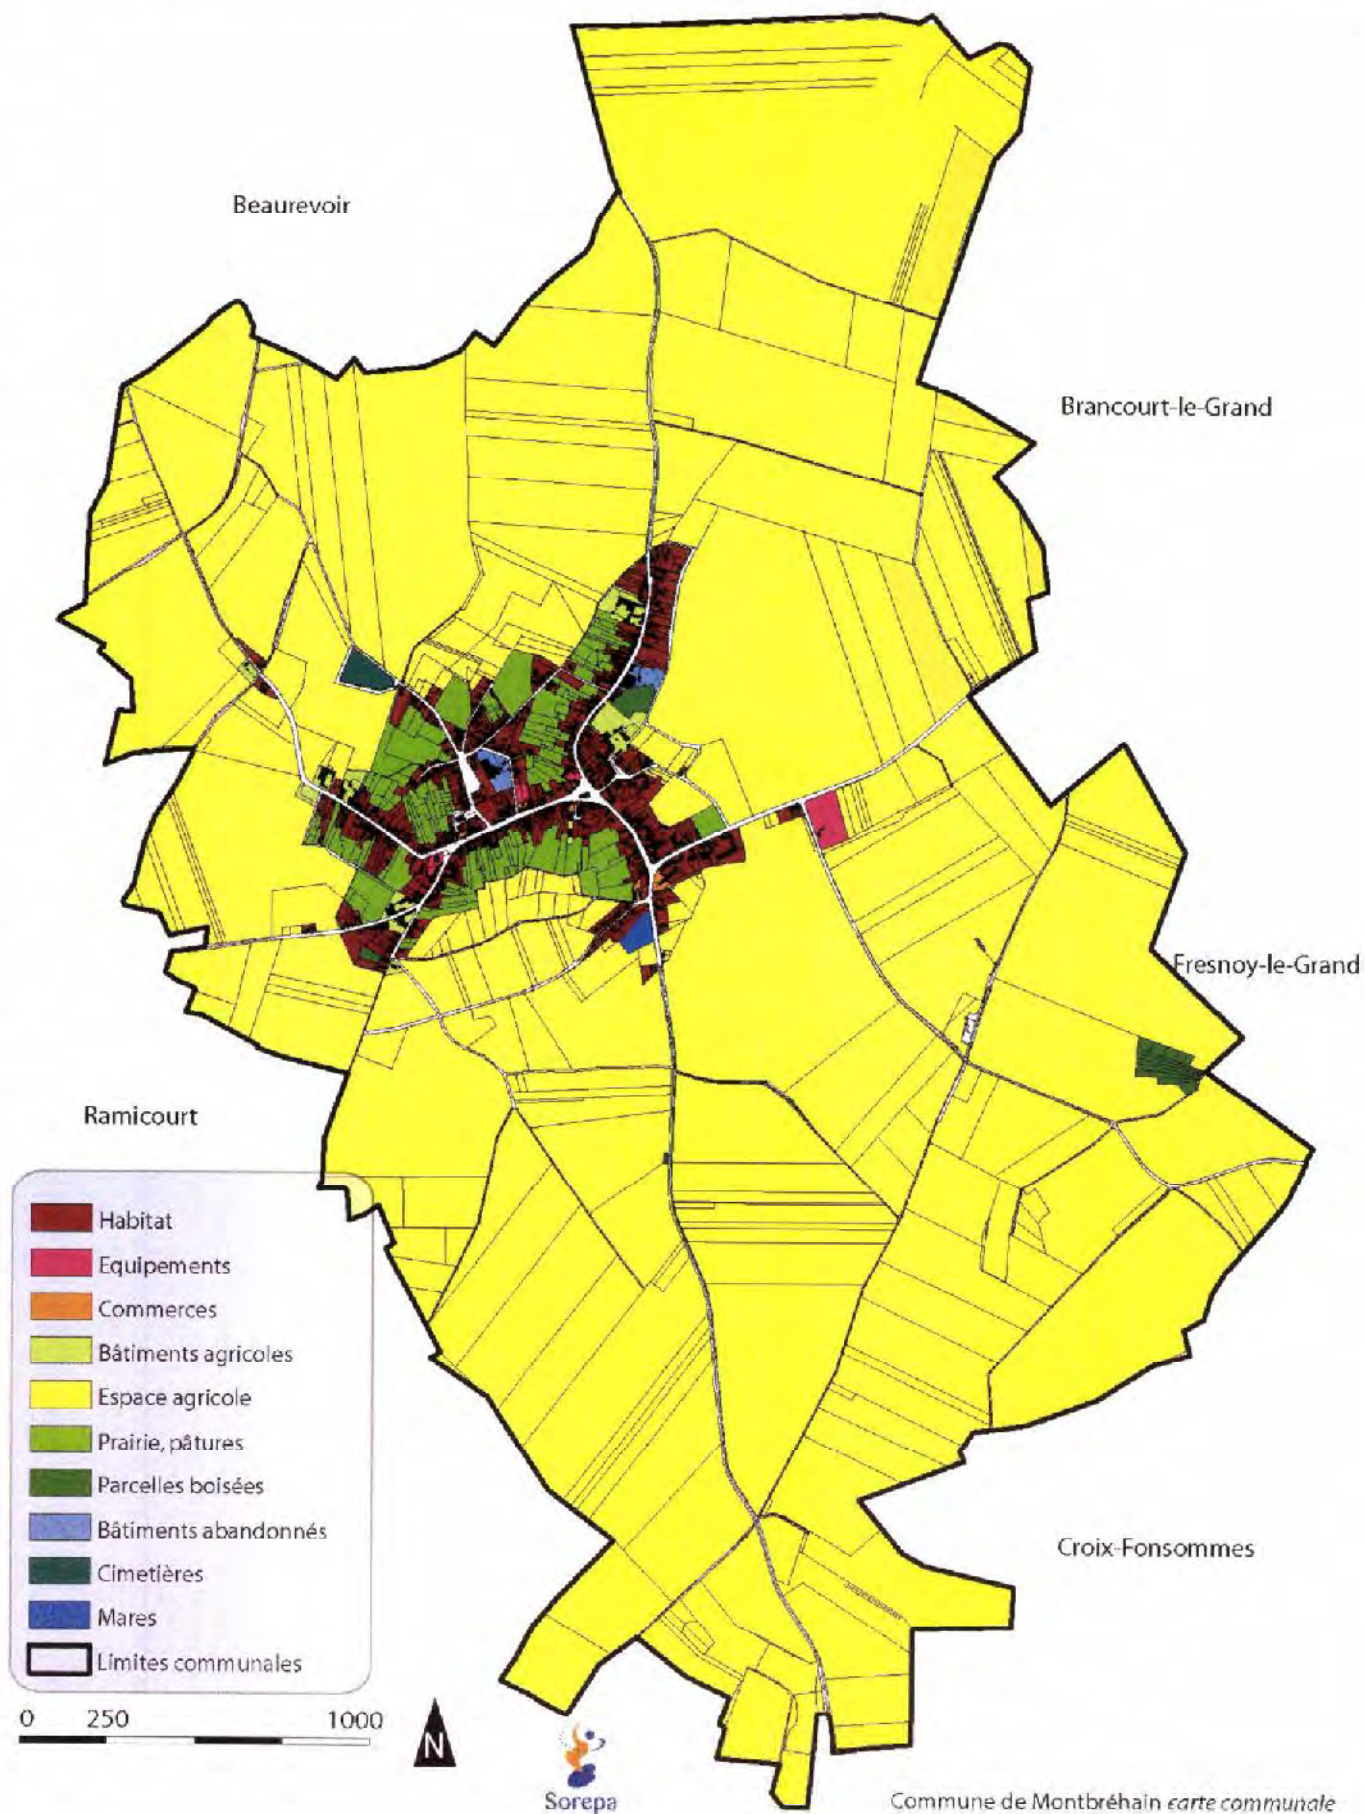 Beaurevoir
Brancourt-le-Grand
Fresnoy-le-Grand
Ramicourt
Habitat
Equipements
Commerces
Bâtiments agricoles
Espace agricole
Prairie, pâtures
Parcelles boisées
Bâtiments abandonnés
Cimetières
Mares
Limites communales
Croix-Fonsommes
0 250 1000
N
Sorepa
Commune de Montbréhain carte communale